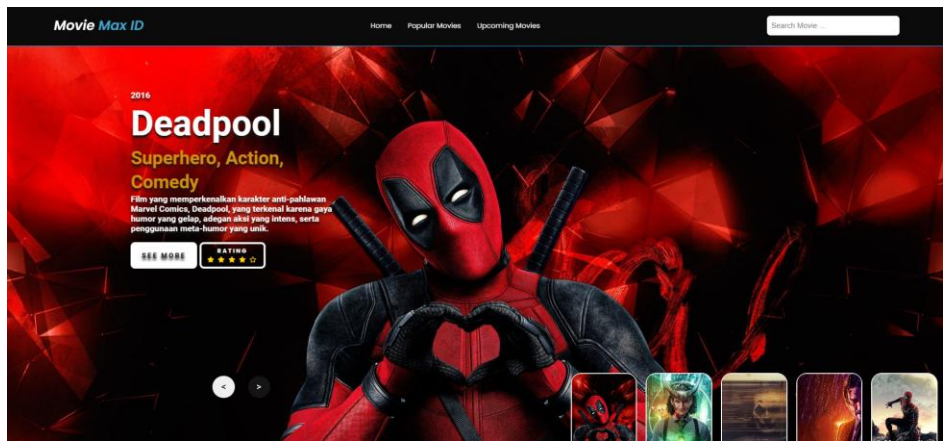 Movie Max ID
Home Popular Movies Upcoming Movies
Search Movie ...
2016
Deadpool
Superhero, Action,
Comedy
Film yang memperkenalkan karakter anti-pahlawan
Marvel Comics, Deadpool, yang terkenal karena gaya
humor yang gelap, adegan aksi yang intens, serta
penggunaan meta-humor yang unik.
SEE MORE
RATING
< >